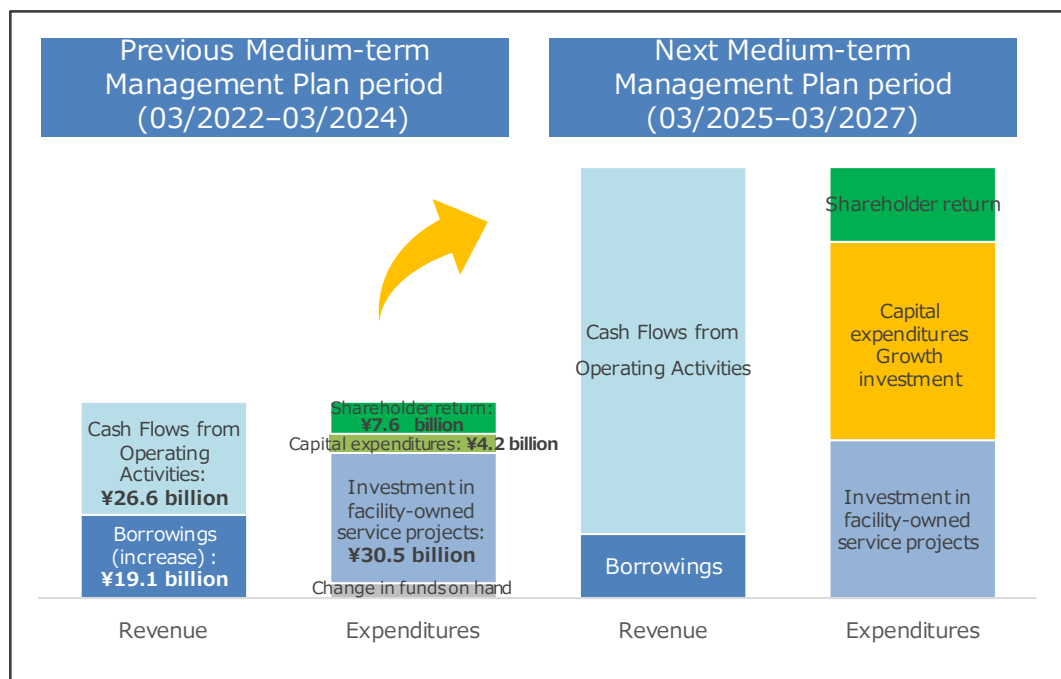 Previous Medium-term
Management Plan period
(03/2022–03/2024)
Next Medium-term
Management Plan period
(03/2025–03/2027)
Cash Flows from
Operating
Activities:
¥26.6 billion
Borrowings
(increase) :
¥19.1 billion
Revenue
Shareholder return:
¥7.6 billion
Capital expenditures: ¥4.2 billion
Investment in
facility-owned
service projects:
¥30.5 billion
Change in funds on hand
Expenditures
Cash Flows from
Operating Activities
Borrowings
Revenue
Shareholder return
Capital
expenditures
Growth
investment
Investment in
facility-owned
service projects
Expenditures